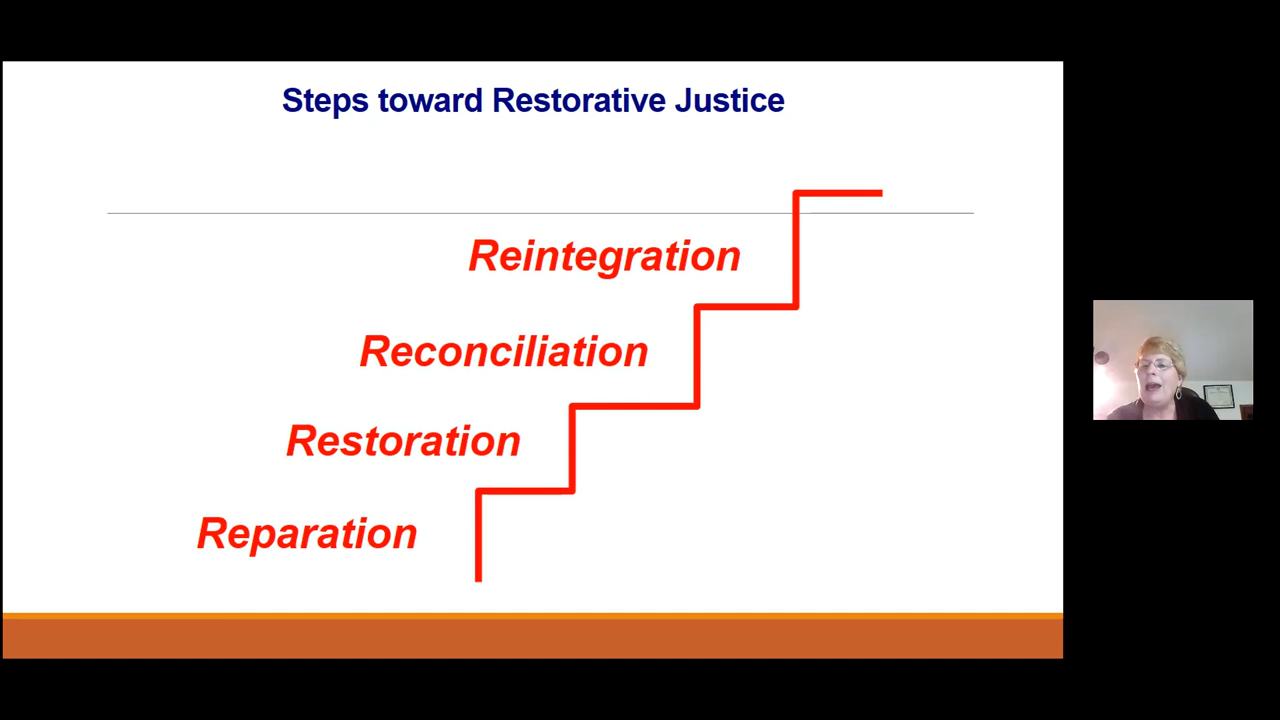 Steps toward Restorative Justice
Reintegration
Reconciliation
Restoration
Reparation